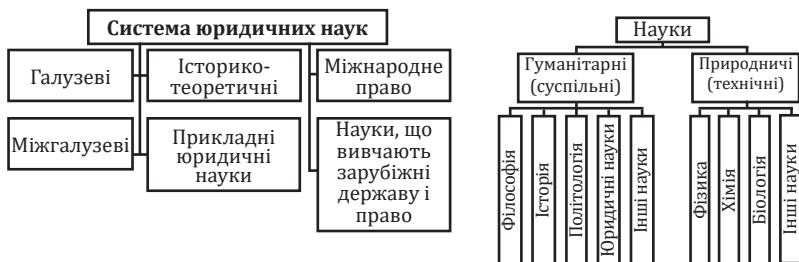 Система юридичних наук
Галузеві
Історико-
теоретичні
Міжнародне
право
Міжгалузеві
Прикладні
юридичні
науки
Науки, що
вивчають
зарубіжні
державу і
право
Науки
Гуманітарні
(суспільні)
Природничі
(технічні)
Філософія
Історія
Політологія
Юридичні науки
Інші науки
Фізика
Хімія
Біологія
Інші науки